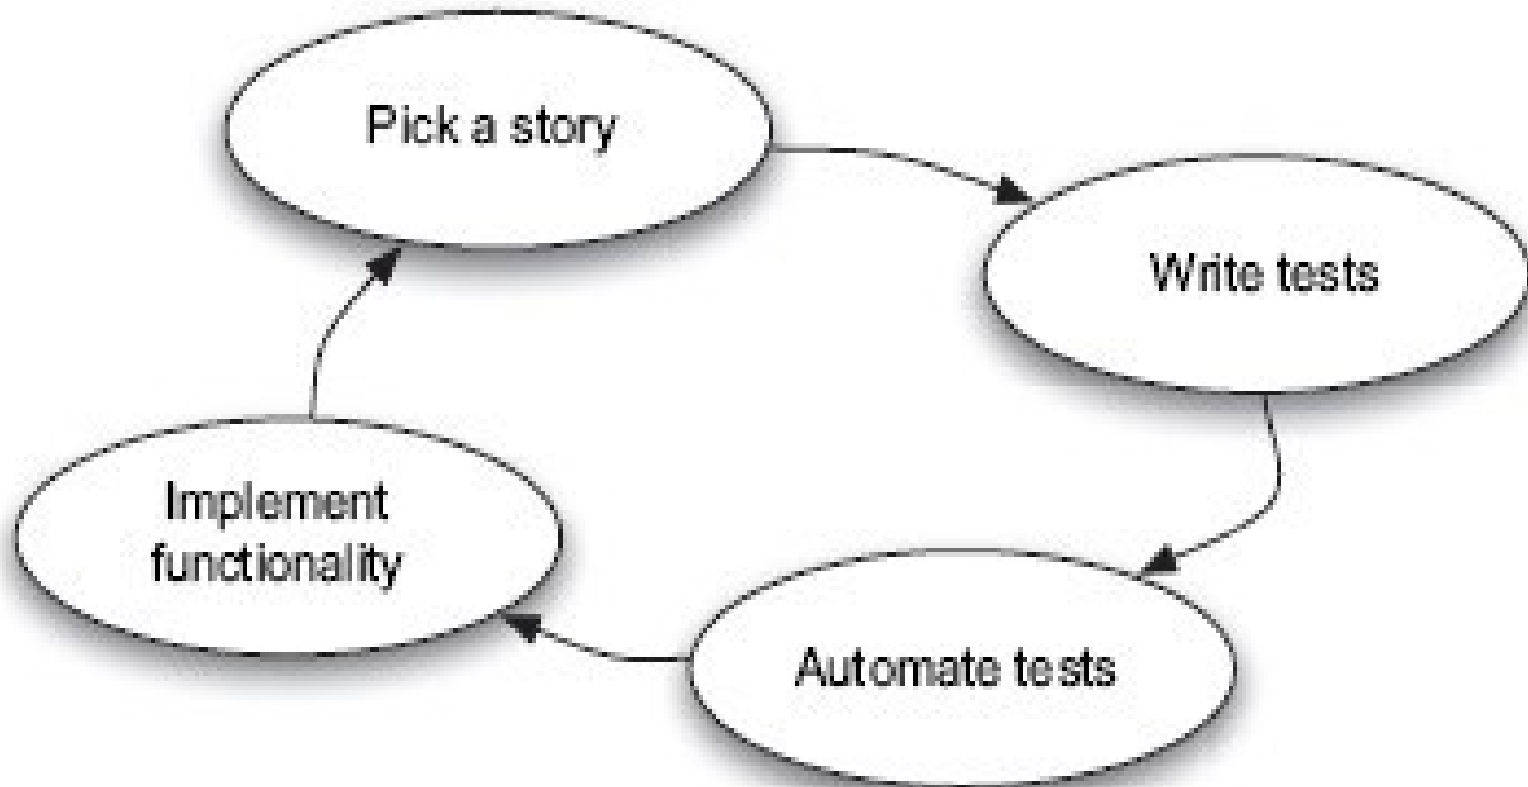 Pick a story
Write tests
Automate tests
Implement
functionality